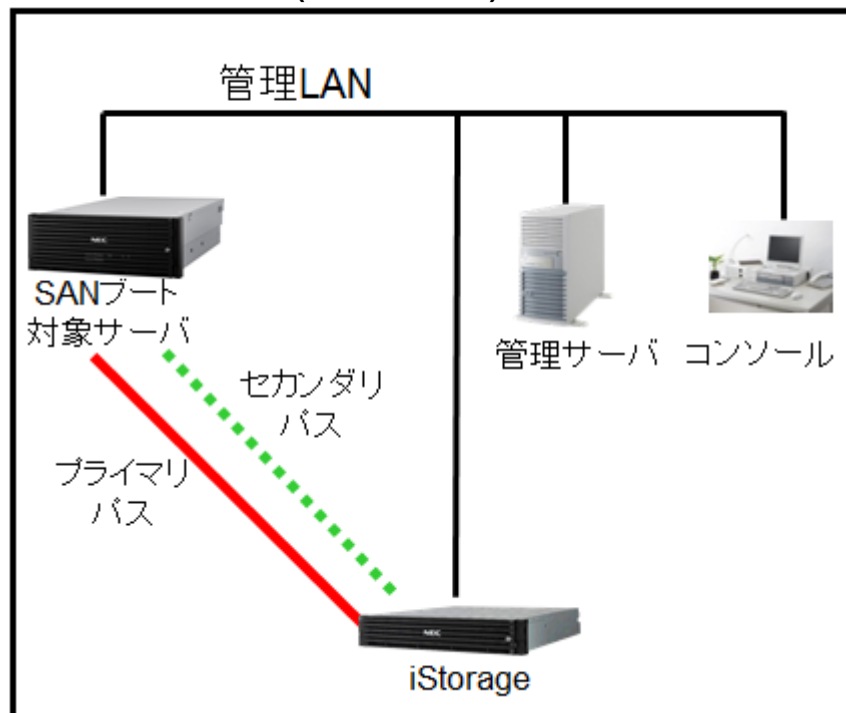 管理LAN
NEC
SANブート
対象サーバ
管理サーバ
コンソール
セカンダリ
パス
プライマリ
パス
NEC
iStorage